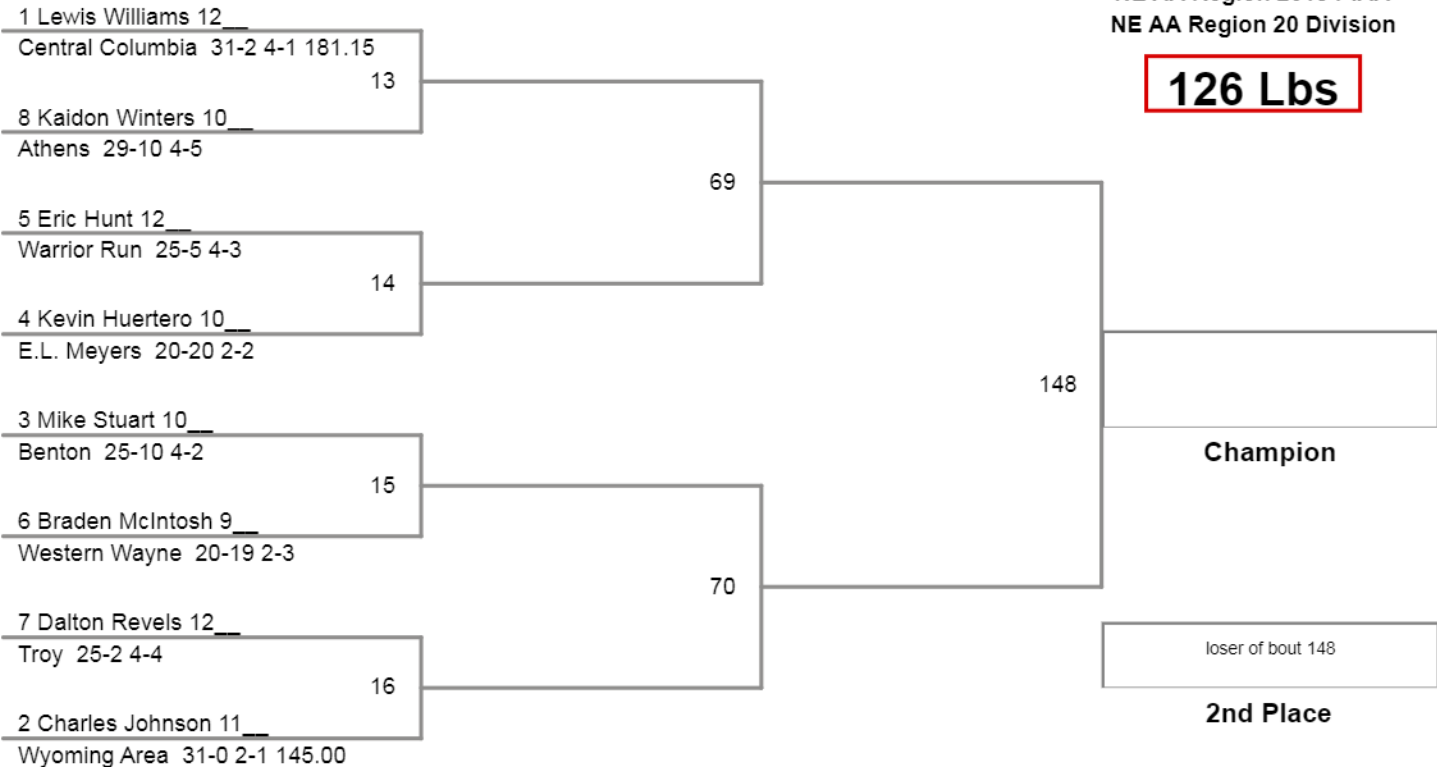 NE AA Region 20 Division
126 Lbs
1 Lewis Williams 12__
Central Columbia 31-2 4-1 181.15
13
8 Kaidon Winters 10__
Athens 29-10 4-5
69
5 Eric Hunt 12__
Warrior Run 25-5 4-3
14
4 Kevin Huertero 10__
E.L. Meyers 20-20 2-2
148
3 Mike Stuart 10__
Benton 25-10 4-2
15
6 Braden McIntosh 9__
Western Wayne 20-19 2-3
70
7 Dalton Revels 12__
Troy 25-2 4-4
16
2 Charles Johnson 11__
Wyoming Area 31-0 2-1 145.00
Champion
loser of bout 148
2nd Place